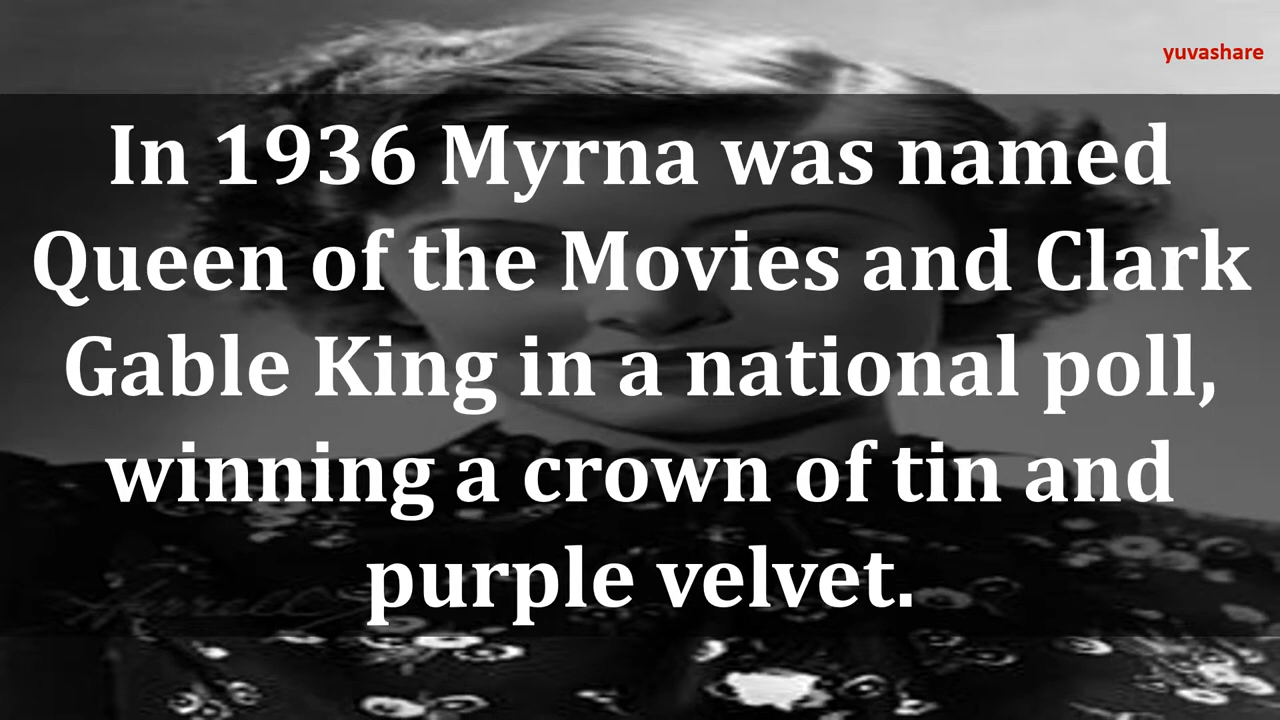 yuvashare
In 1936 Myrna was named
Queen of the Movies and Clark
Gable King in a national poll,
winning a crown of tin and
purple velvet.